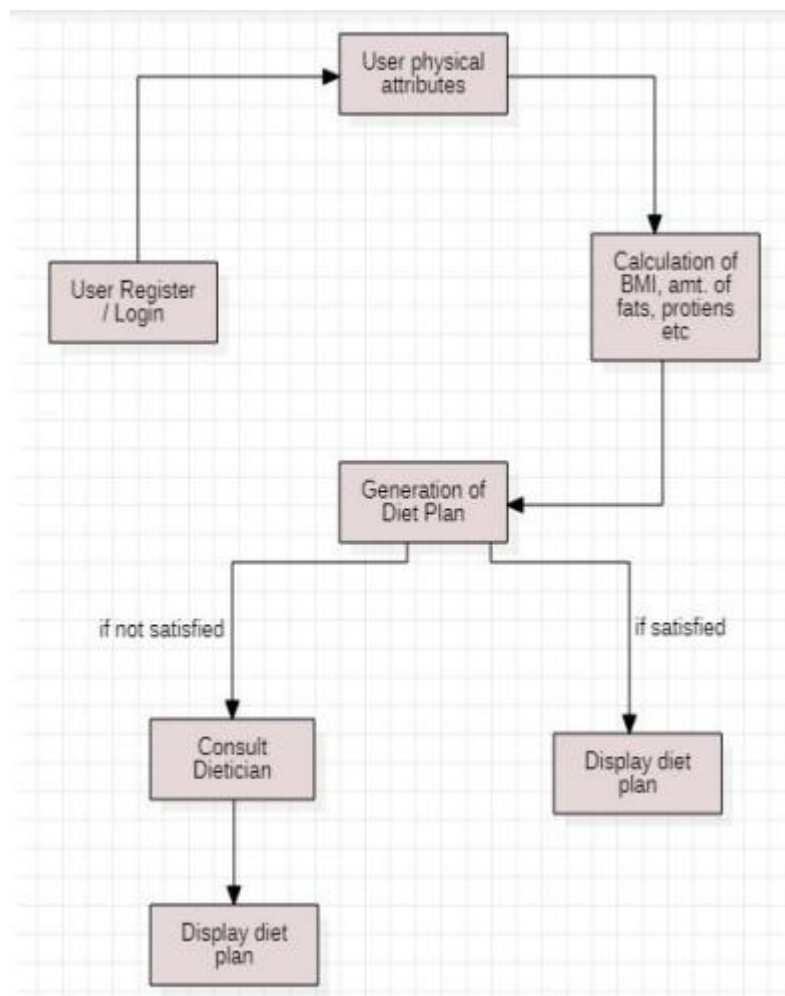 User physical
attributes
User Register
/ Login
Calculation of
BMI, amt. of
fats, protiens
etc
Generation of
Diet Plan
if not satisfied
if satisfied
Consult
Dietician
Display diet
plan
Display diet
plan